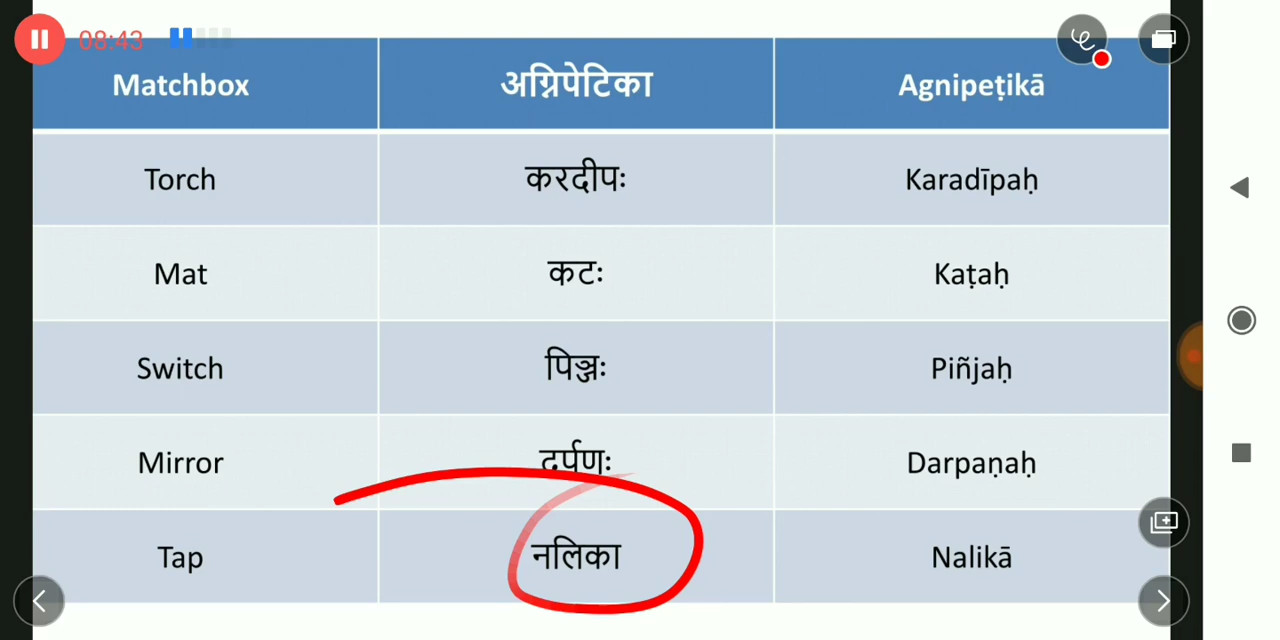 08:43
Matchbox अग्निपेटिका Agnipeṭikā
Torch करदीपः Karadīpaḥ
Mat कटः Kaṭaḥ
Switch पिञ्जः Piñjaḥ
Mirror दर्पणः Darpaṇaḥ
Tap नलिका Nalikā